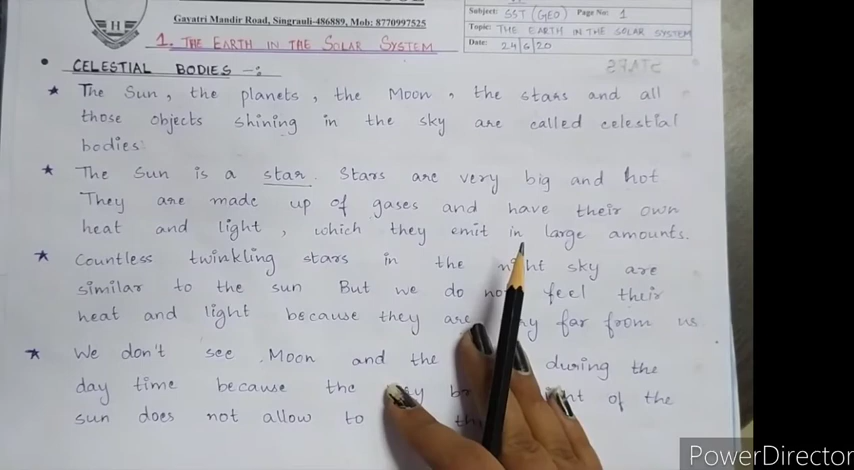 H
Gayatri Mandir Road, Singrauli-486889, Mob: 8770997525
Subject: SST (GEO) Page No: 1
Topic: THE EARTH IN THE SOLAR SYSTEM
Date: 24/6/20
1. THE EARTH IN THE SOLAR SYSTEM
• CELESTIAL BODIES -:
★ The Sun, the planets, the Moon, the stars and all
those objects shining in the sky are called celestial
bodies.
★ The Sun is a star. Stars are very big and hot
They are made up of gases and have their own
heat and light, which they emit in large amounts.
★ Countless twinkling stars in the night sky are
similar to the sun But we do not feel their
heat and light because they are far from us
★ We don't see Moon and the during the
day time because the of the
sun does not allow to
PowerDirector